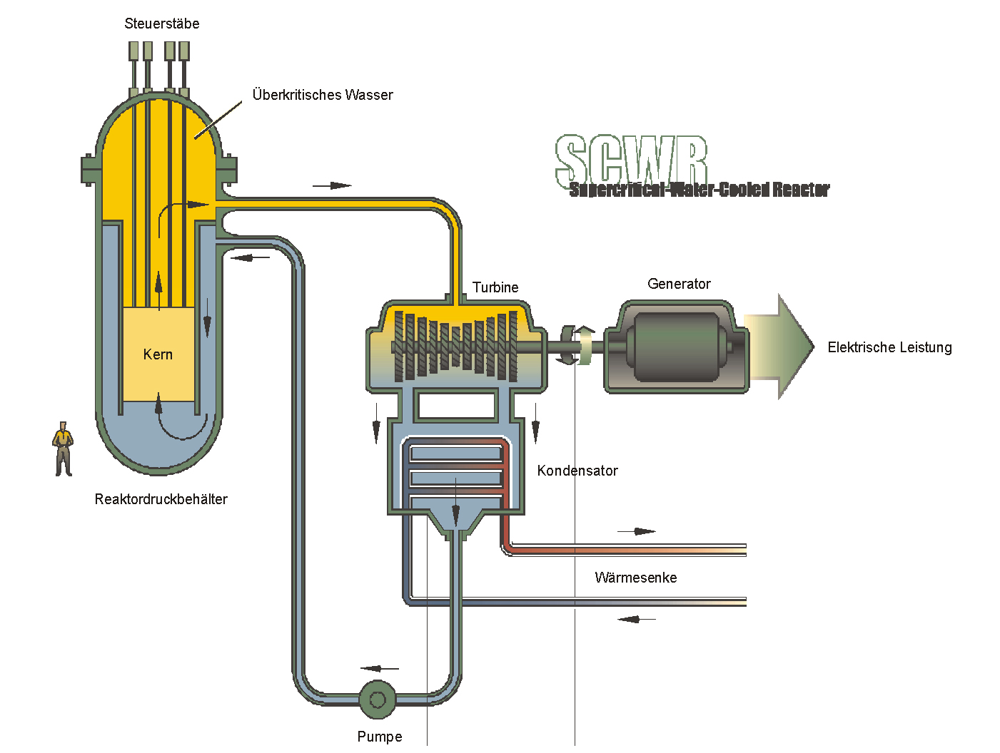 Steuerstäbe
Überkritisches Wasser
SCWR
Supercritical-Water-Cooled Reactor
Turbine
Generator
Elektrische Leistung
Kern
Kondensator
Reaktordruckbehälter
Wärmesenke
Pumpe